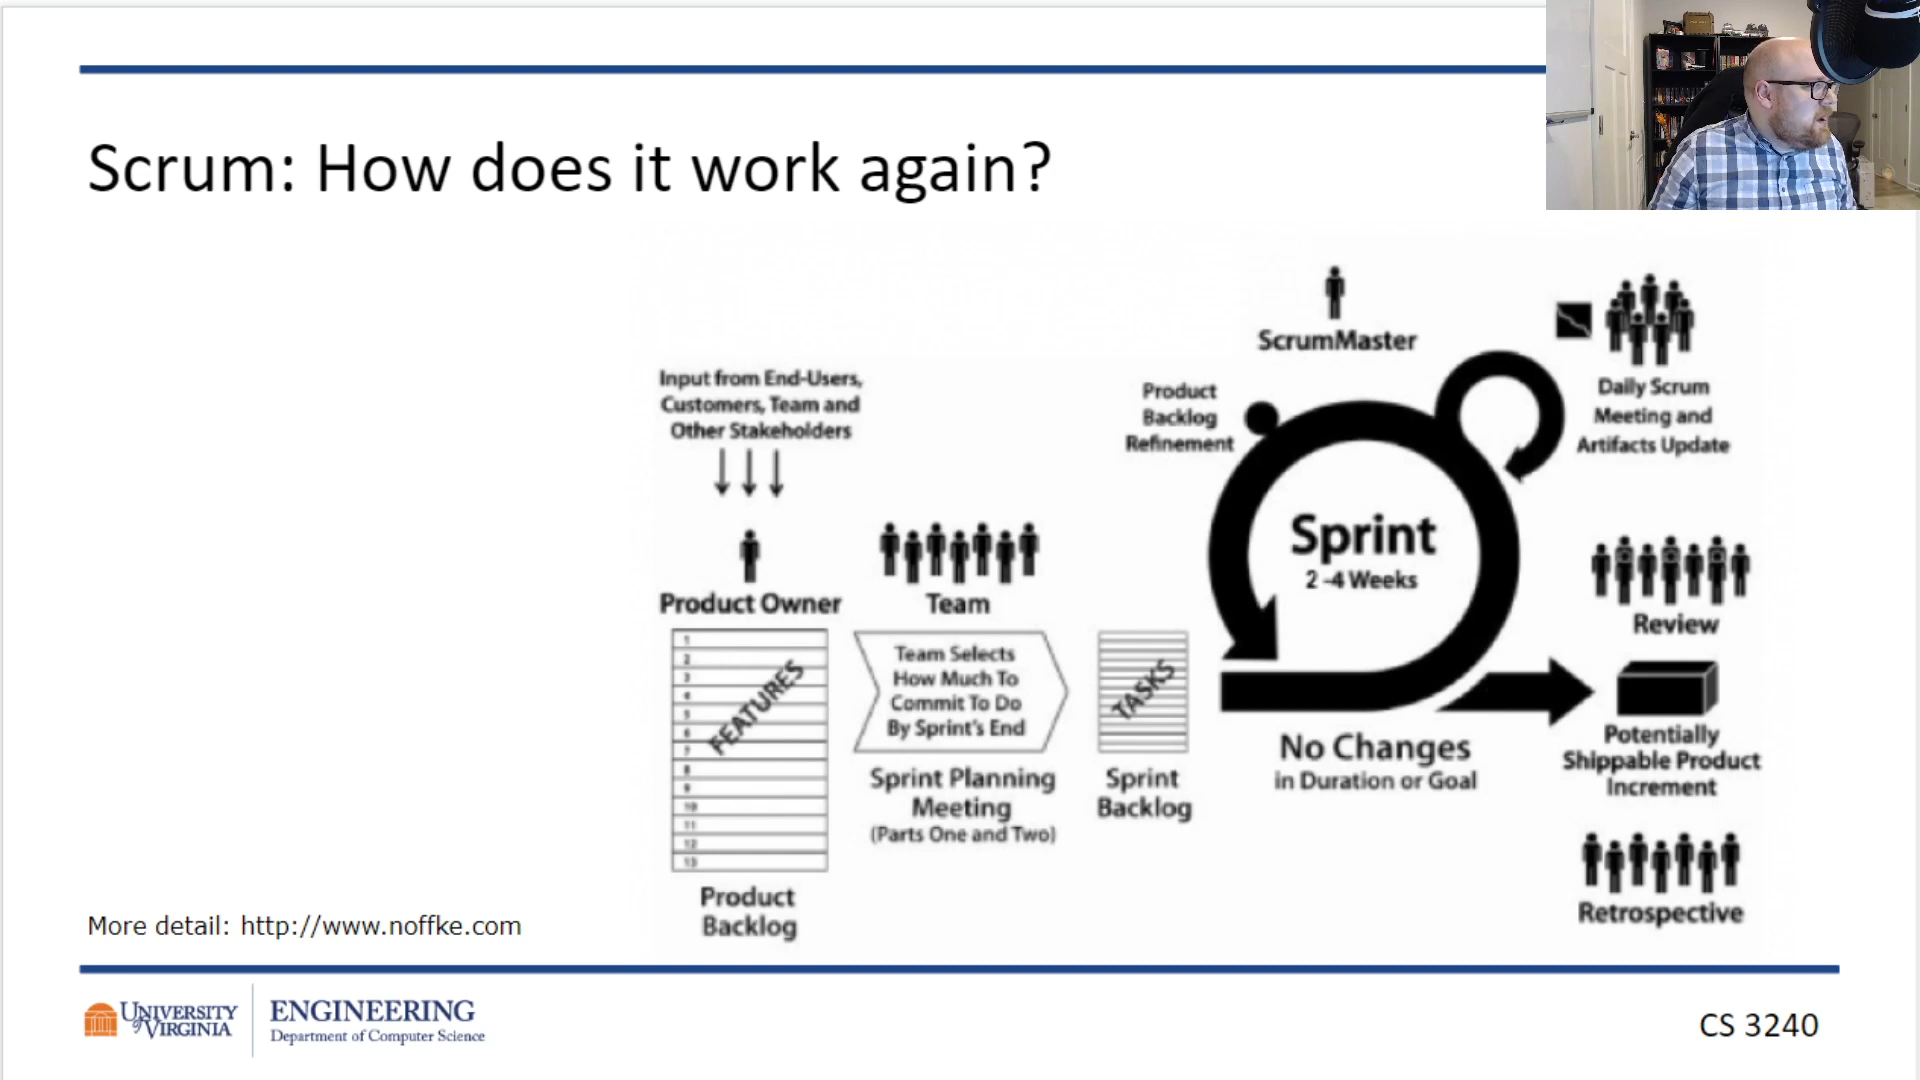 Scrum: How does it work again?
ScrumMaster
Input from End-Users,
Customers, Team and
Other Stakeholders
Product
Backlog
Refinement
Daily Scrum
Meeting and
Artifacts Update
Sprint
2 -4 Weeks
Product Owner
Team
Review
1
2
3
4
5
6
7
8
9
10
11
12
13
FEATURES
Team Selects
How Much To
Commit To Do
By Sprint's End
TASKS
No Changes
in Duration or Goal
Potentially
Shippable Product
Increment
Sprint Planning
Meeting
(Parts One and Two)
Sprint
Backlog
Product
Backlog
Retrospective
More detail: http://www.noffke.com
UNIVERSITY
of VIRGINIA
ENGINEERING
Department of Computer Science
CS 3240